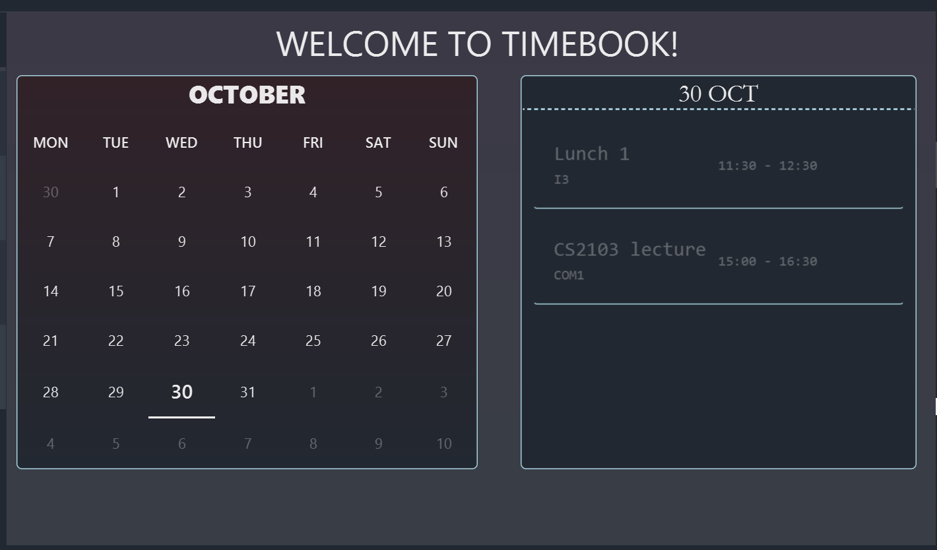 WELCOME TO TIMEBOOK!
OCTOBER
MON TUE WED THU FRI SAT SUN
30 1 2 3 4 5 6
7 8 9 10 11 12 13
14 15 16 17 18 19 20
21 22 23 24 25 26 27
28 29 30 31 1 2 3
4 5 6 7 8 9 10
30 OCT
Lunch 1
11:30 - 12:30
I3
CS2103 lecture
15:00 - 16:30
COM1